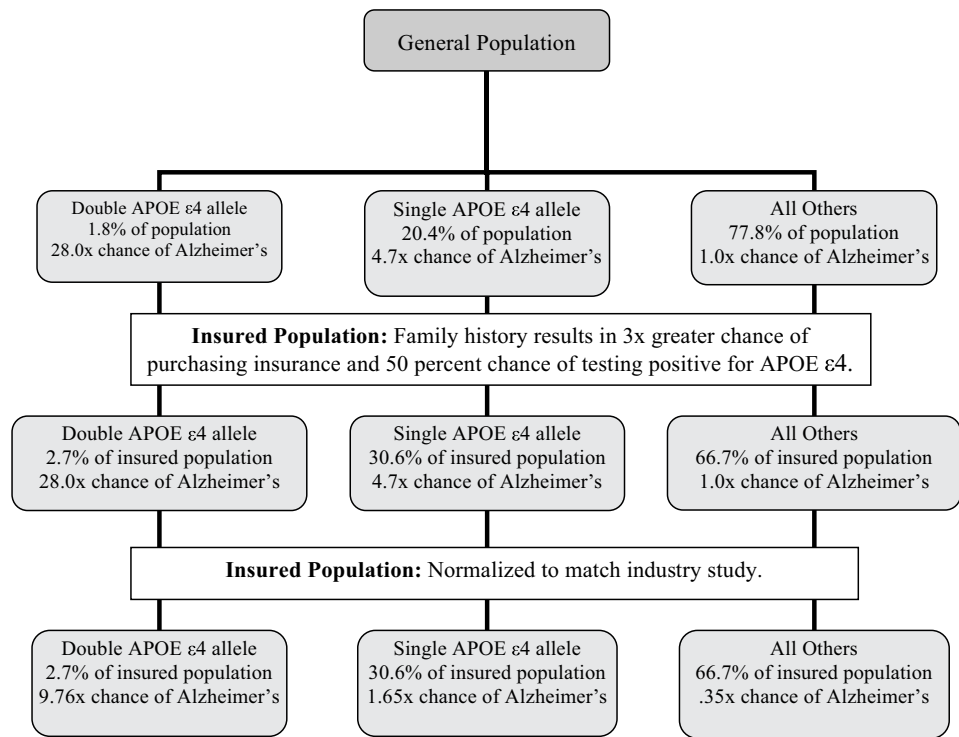 General Population
Double APOE ε4 allele
1.8% of population
28.0x chance of Alzheimer’s
Single APOE ε4 allele
20.4% of population
4.7x chance of Alzheimer’s
All Others
77.8% of population
1.0x chance of Alzheimer’s
Insured Population: Family history results in 3x greater chance of
purchasing insurance and 50 percent chance of testing positive for APOE ε4.
Double APOE ε4 allele
2.7% of insured population
28.0x chance of Alzheimer’s
Single APOE ε4 allele
30.6% of insured population
4.7x chance of Alzheimer’s
All Others
66.7% of insured population
1.0x chance of Alzheimer’s
Insured Population: Normalized to match industry study.
Double APOE ε4 allele
2.7% of insured population
9.76x chance of Alzheimer’s
Single APOE ε4 allele
30.6% of insured population
1.65x chance of Alzheimer’s
All Others
66.7% of insured population
.35x chance of Alzheimer’s